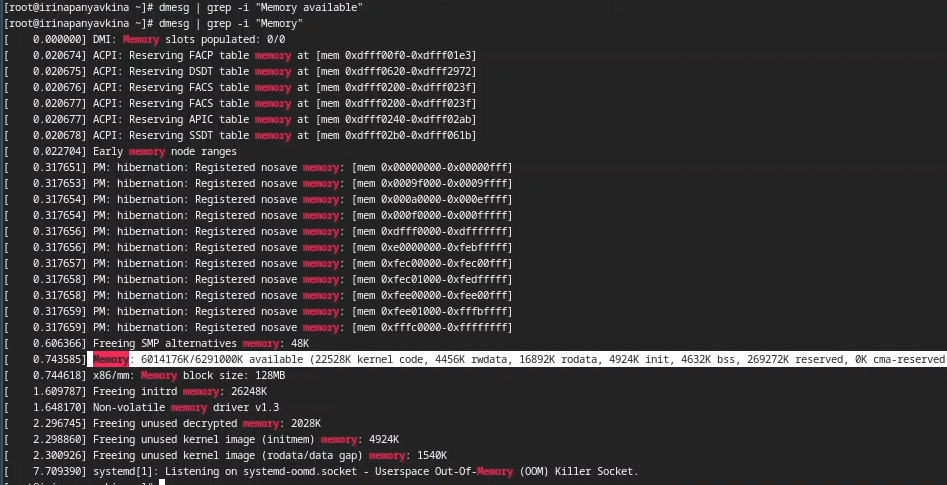 [root@irinapanyavkina ~]# dmesg | grep -i "Memory available"
[root@irinapanyavkina ~]# dmesg | grep -i "Memory"
[    0.000000] DMI: Memory slots populated: 0/0
[    0.020674] ACPI: Reserving FACP table memory at [mem 0xdfff00f0-0xdfff01e3]
[    0.020675] ACPI: Reserving DSDT table memory at [mem 0xdfff0620-0xdfff2972]
[    0.020676] ACPI: Reserving FACS table memory at [mem 0xdfff0200-0xdfff023f]
[    0.020677] ACPI: Reserving FACS table memory at [mem 0xdfff0200-0xdfff023f]
[    0.020677] ACPI: Reserving APIC table memory at [mem 0xdfff0240-0xdfff02ab]
[    0.020678] ACPI: Reserving SSDT table memory at [mem 0xdfff02b0-0xdfff061b]
[    0.022704] Early memory node ranges
[    0.317651] PM: hibernation: Registered nosave memory: [mem 0x00000000-0x00000fff]
[    0.317653] PM: hibernation: Registered nosave memory: [mem 0x0009f000-0x0009ffff]
[    0.317654] PM: hibernation: Registered nosave memory: [mem 0x000a0000-0x000effff]
[    0.317654] PM: hibernation: Registered nosave memory: [mem 0x000f0000-0x000fffff]
[    0.317656] PM: hibernation: Registered nosave memory: [mem 0xdfff0000-0xdfffffff]
[    0.317656] PM: hibernation: Registered nosave memory: [mem 0xe0000000-0xfebfffff]
[    0.317657] PM: hibernation: Registered nosave memory: [mem 0xfec00000-0xfec00fff]
[    0.317658] PM: hibernation: Registered nosave memory: [mem 0xfec01000-0xfedfffff]
[    0.317658] PM: hibernation: Registered nosave memory: [mem 0xfee00000-0xfee00fff]
[    0.317659] PM: hibernation: Registered nosave memory: [mem 0xfee01000-0xfffbffff]
[    0.317659] PM: hibernation: Registered nosave memory: [mem 0xfffc0000-0xffffffff]
[    0.606366] Freeing SMP alternatives memory: 48K
[    0.743585] Memory: 6014176K/6291000K available (22528K kernel code, 4456K rwdata, 16892K rodata, 4924K init, 4632K bss, 269272K reserved, 0K cma-reserved
[    0.744618] x86/mm: Memory block size: 128MB
[    1.609787] Freeing initrd memory: 26248K
[    1.648170] Non-volatile memory driver v1.3
[    2.296745] Freeing unused decrypted memory: 2028K
[    2.298860] Freeing unused kernel image (initmem) memory: 4924K
[    2.300926] Freeing unused kernel image (rodata/data gap) memory: 1540K
[    7.709390] systemd[1]: Listening on systemd-oomd.socket - Userspace Out-Of-Memory (OOM) Killer Socket.